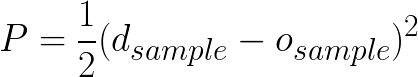 P = \frac{1}{2}(d_{sample} - o_{sample})^2